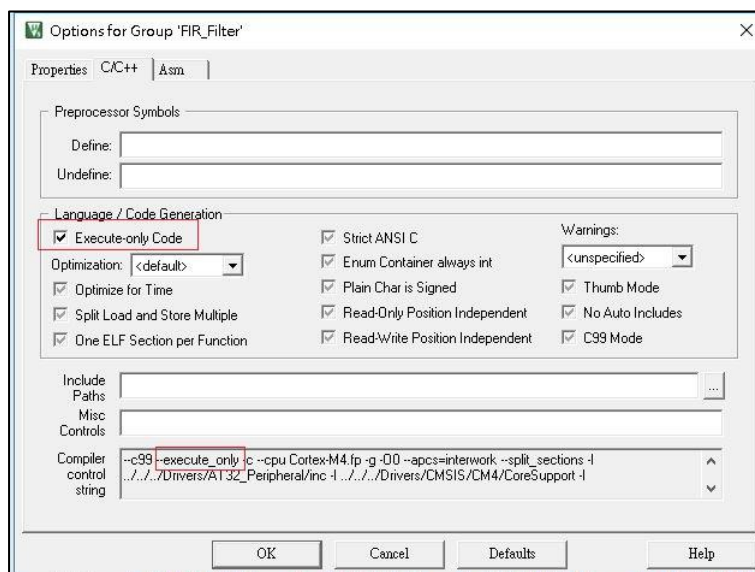 Options for Group 'FIR_Filter'
Properties C/C++ Asm
Preprocessor Symbols
Define:
Undefine:
Language / Code Generation
Execute-only Code
Strict ANSI C
Warnings:
Optimization: <default>
Enum Container always int
<unspecified>
Optimize for Time
Plain Char is Signed
Thumb Mode
Split Load and Store Multiple
Read-Only Position Independent
No Auto Includes
One ELF Section per Function
Read-Write Position Independent
C99 Mode
Include
Paths
...
Misc
Controls
Compiler
control
string
--c99 --execute_only -c --cpu Cortex-M4.fp -g -O0 --apcs=interwork --split_sections -I
../../../Drivers/AT32_Peripheral/inc -I ../../../Drivers/CMSIS/CM4/CoreSupport -I
OK Cancel Defaults Help